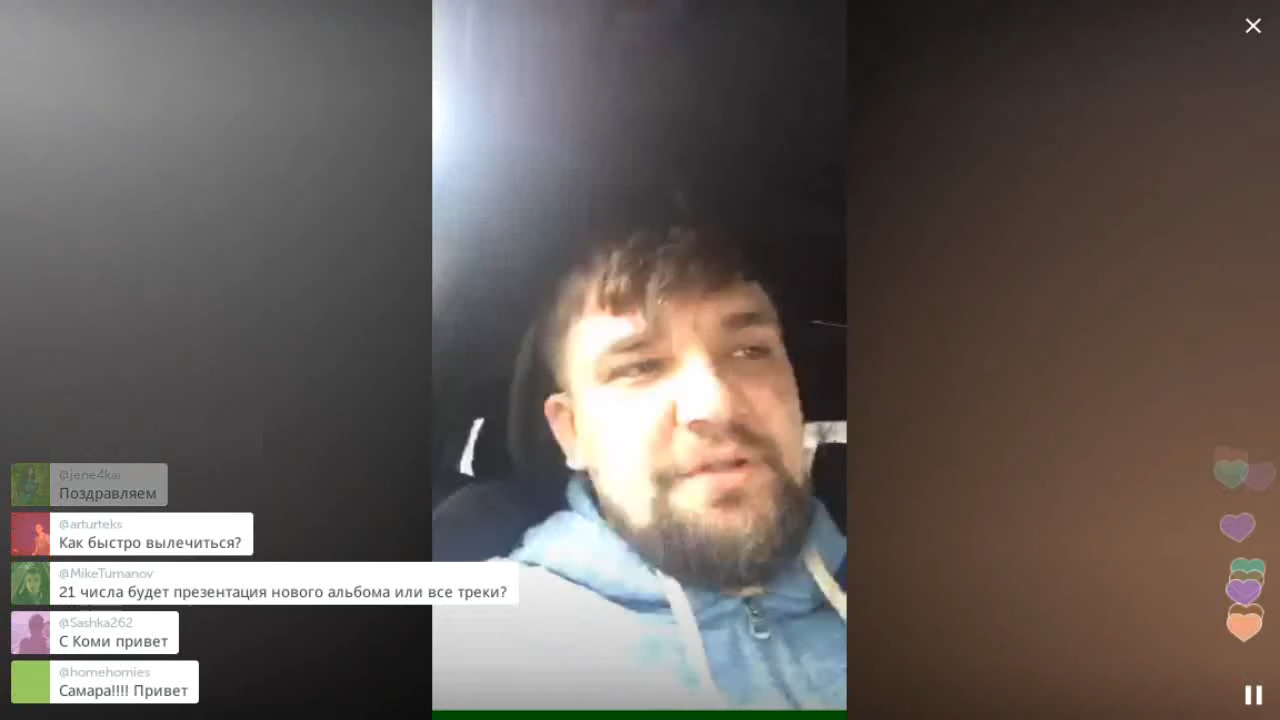 @jene4kai
Поздравляем
@arturteks
Как быстро вылечиться?
@MikeTumanov
21 числа будет презентация нового альбома или все треки?
@Sashka262
С Коми привет
@homehomies
Самара!!!! Привет